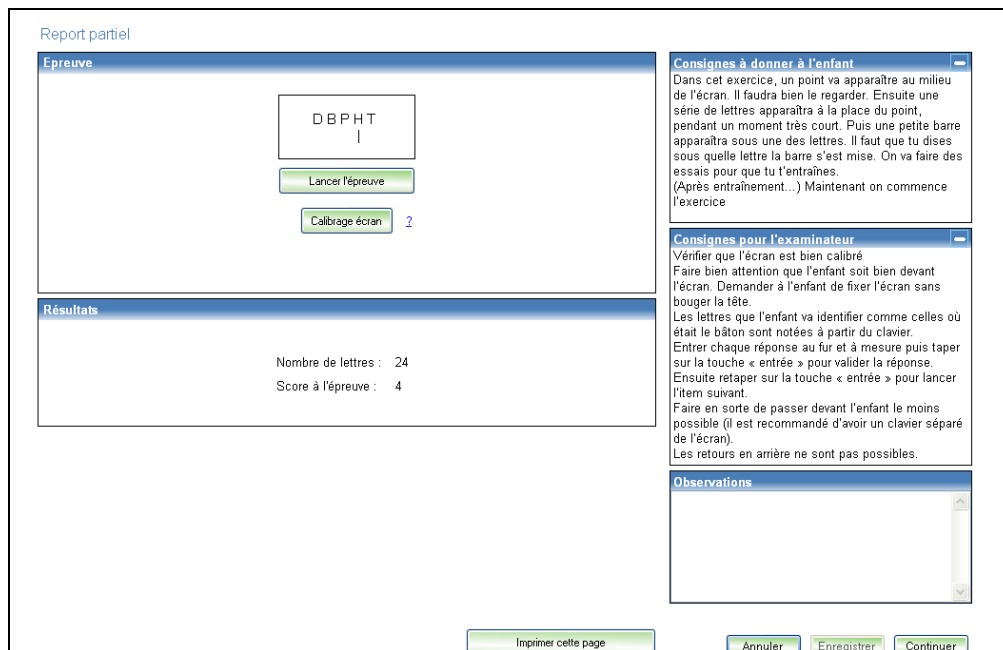 Report partiel
Epreuve
D B P H T
|
Lancer l'épreuve
Calibrage écran ?
Résultats
Nombre de lettres : 24
Score à l'épreuve : 4
Consignes à donner à l'enfant
Dans cet exercice, un point va apparaître au milieu
de l'écran. Il faudra bien le regarder. Ensuite une
série de lettres apparaîtra à la place du point,
pendant un moment très court. Puis une petite barre
apparaîtra sous une des lettres. Il faut que tu dises
sous quelle lettre la barre s'est mise. On va faire des
essais pour que tu t'entraînes.
(Après entraînement...) Maintenant on commence
l'exercice
Consignes pour l'examinateur
Vérifier que l'écran est bien calibré
Faire bien attention que l'enfant soit bien devant
l'écran. Demander à l'enfant de fixer l'écran sans
bouger la tête.
Les lettres que l'enfant va identifier comme celles où
était le bâton sont notées à partir du clavier.
Entrer chaque réponse au fur et à mesure puis taper
sur la touche « entrée » pour valider la réponse.
Ensuite retaper sur la touche « entrée » pour lancer
l'item suivant.
Faire en sorte de passer devant l'enfant le moins
possible (il est recommandé d'avoir un clavier séparé
de l'écran).
Les retours en arrière ne sont pas possibles.
Observations
Imprimer cette page
Annuler Enregistrer Continuer